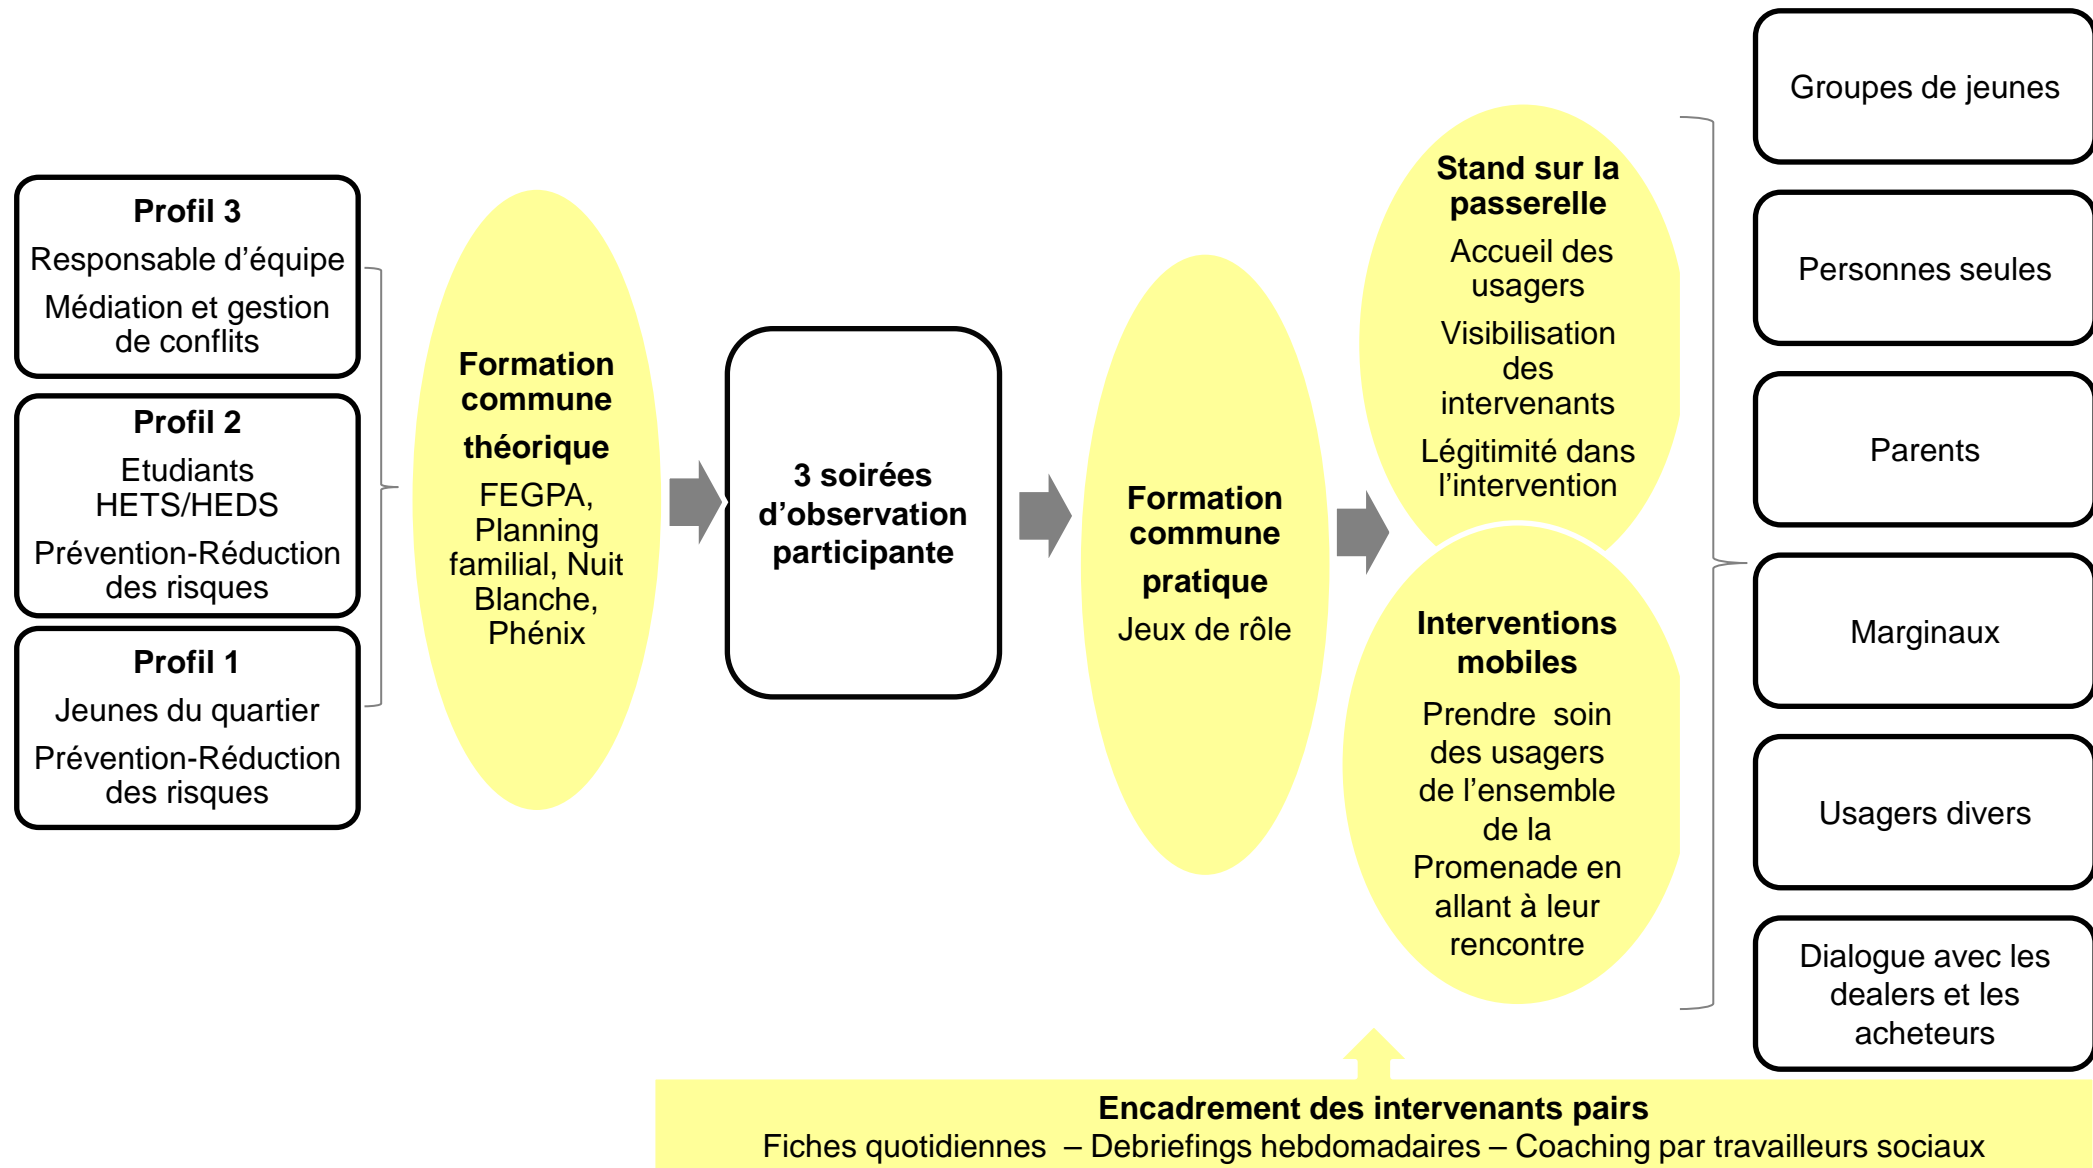 Profil 3
Responsable d’équipe
Médiation et gestion
de conflits
Profil 2
Etudiants
HETS/HEDS
Prévention-Réduction
des risques
Profil 1
Jeunes du quartier
Prévention-Réduction
des risques
Formation
commune
théorique
FEGPA,
Planning
familial, Nuit
Blanche,
Phénix
3 soirées
d’observation
participante
Formation
commune
pratique
Jeux de rôle
Stand sur la
passerelle
Accueil des
usagers
Visibilisation
des
intervenants
Légitimité dans
l’intervention
Interventions
mobiles
Prendre soin
des usagers
de l’ensemble
de la
Promenade en
allant à leur
rencontre
Groupes de jeunes
Personnes seules
Parents
Marginaux
Usagers divers
Dialogue avec les
dealers et les
acheteurs
Encadrement des intervenants pairs
Fiches quotidiennes – Debriefings hebdomadaires – Coaching par travailleurs sociaux